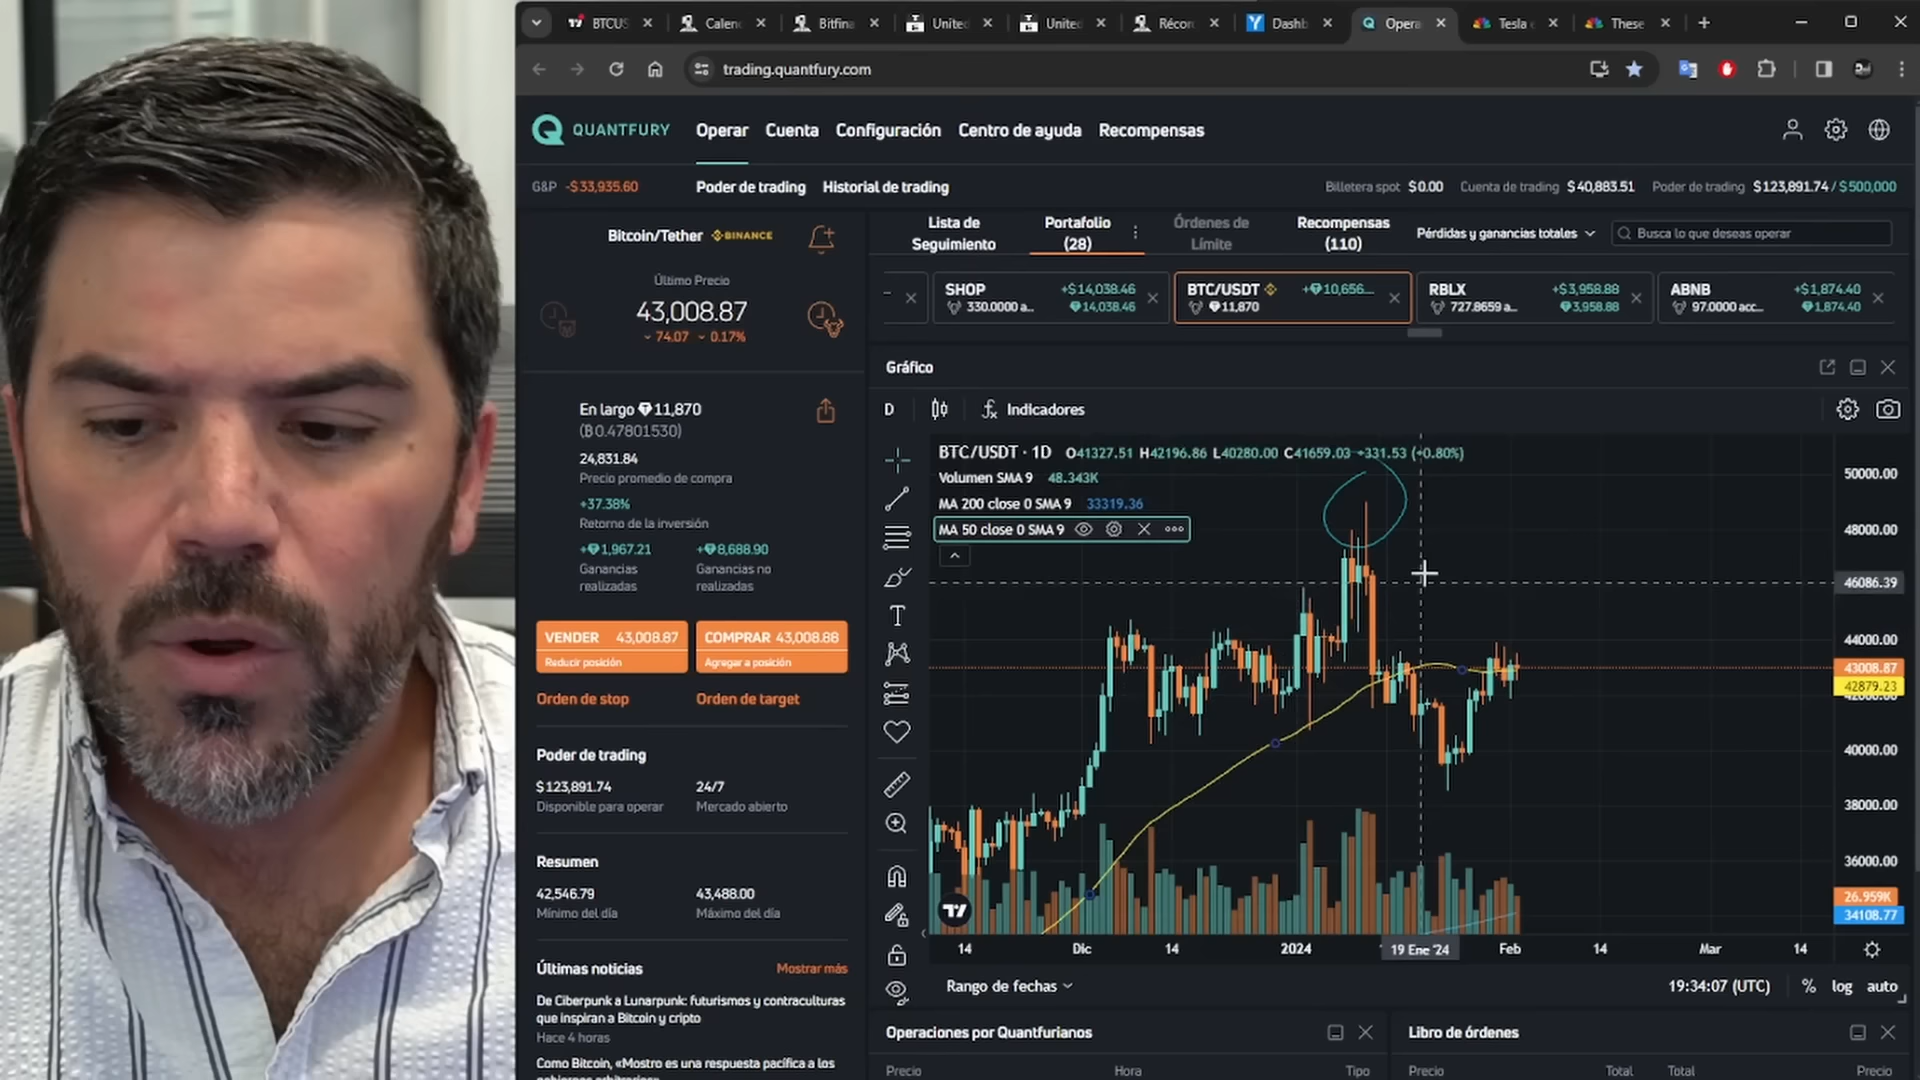 BTCUS
Calen
Bitfina
United
United
Récor
Dashb
Opera
Tesla
These
trading.quantfury.com
QUANTFURY
Operar
Cuenta
Configuración
Centro de ayuda
Recompensas
G&P -$33,935.60
Poder de trading
Historial de trading
Billetera spot $0.00
Cuenta de trading $40,883.51
Poder de trading $123,891.74 / $500,000
Bitcoin/Tether BINANCE
Último Precio
43,008.87
74.07 0.17%
Lista de
Seguimiento
Portafolio
(28)
Órdenes de
Límite
Recompensas
(110)
Pérdidas y ganancias totales
Busca lo que deseas operar
SHOP +$14,038.46
330.0000 a... 14,038.46
BTC/USDT +10,656...
11,870
RBLX +$3,958.88
727.8659 a... 3,958.88
ABNB +$1,874.40
97.0000 acc... 1,874.40
En largo 11,870
(₿0.47801530)
24,831.84
Precio promedio de compra
+37.38%
Retorno de la inversión
+1,967.21
Ganancias
realizadas
+8,688.90
Ganancias no
realizadas
VENDER 43,008.87
Reducir posición
COMPRAR 43,008.88
Agregar a posición
Orden de stop
Orden de target
Poder de trading
$123,891.74
Disponible para operar
24/7
Mercado abierto
Resumen
42,546.79
Mínimo del día
43,488.00
Máximo del día
Últimas noticias
Mostrar más
De Ciberpunk a Lunarpunk: futurismos y contraculturas
que inspiran a Bitcoin y cripto
Hace 4 horas
Como Bitcoin, «Mostro es una respuesta pacífica a los
Gráfico
D
Indicadores
BTC/USDT · 1D O41327.51 H42196.86 L40280.00 C41659.03 +331.53 (+0.80%)
Volumen SMA 9 48.343K
MA 200 close 0 SMA 9 33319.36
MA 50 close 0 SMA 9
50000.00
48000.00
46086.39
44000.00
43008.87
42879.23
40000.00
38000.00
36000.00
26.959K
34108.77
14
Dic
14
2024
19 Ene '24
Feb
14
Mar
14
Rango de fechas
19:34:07 (UTC)
%
log
auto
Operaciones por Quantfurianos
Precio
Hora
Tipo
Libro de órdenes
Precio
Total
Total
Precio